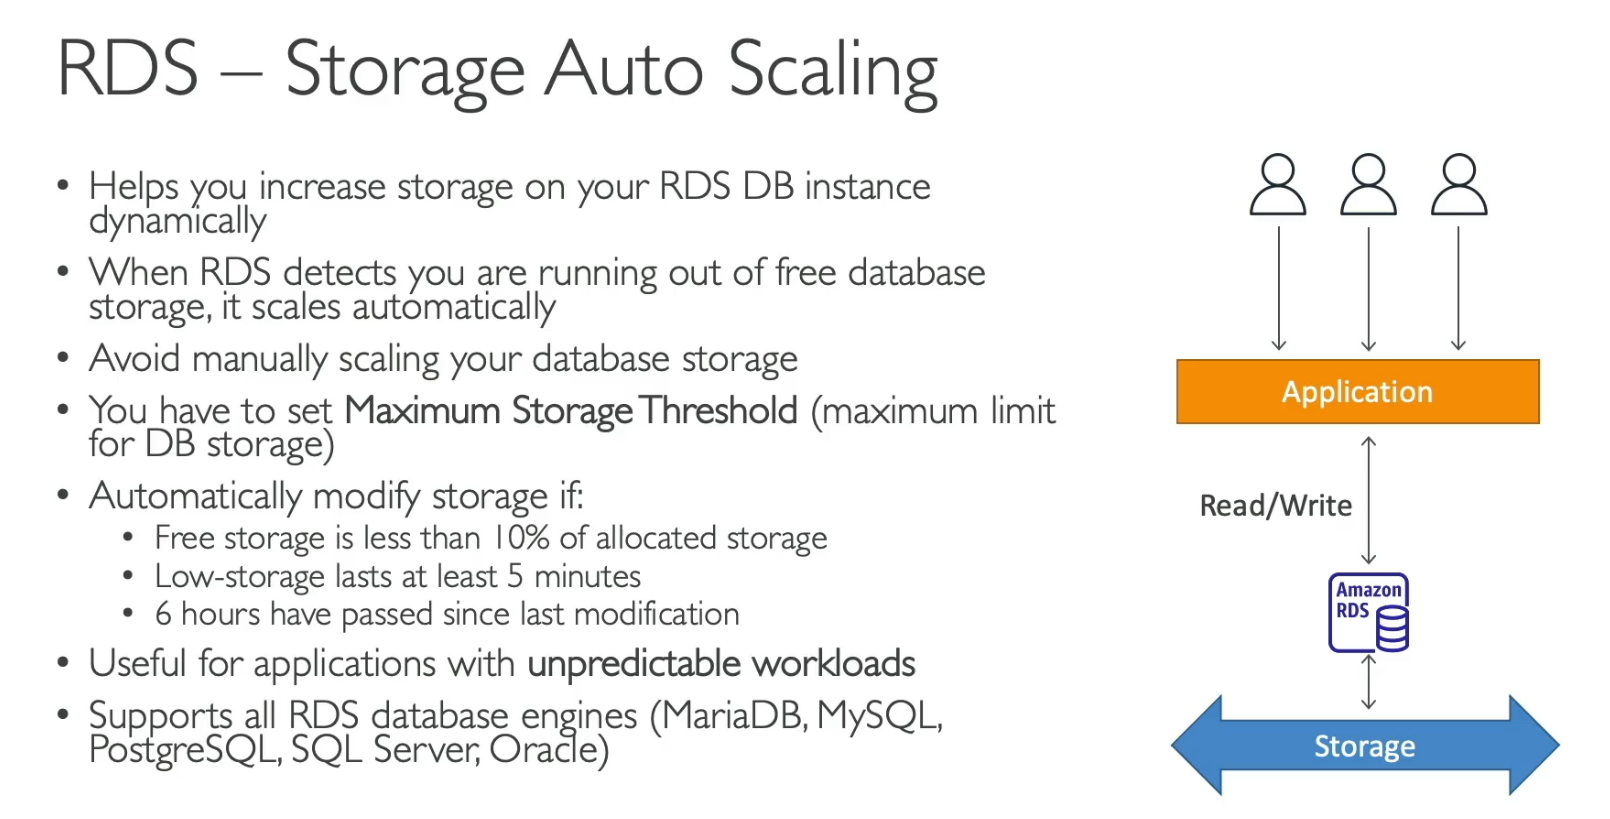 RDS – Storage Auto Scaling
• Helps you increase storage on your RDS DB instance
dynamically
• When RDS detects you are running out of free database
storage, it scales automatically
• Avoid manually scaling your database storage
• You have to set Maximum Storage Threshold (maximum limit
for DB storage)
• Automatically modify storage if:
• Free storage is less than 10% of allocated storage
• Low-storage lasts at least 5 minutes
• 6 hours have passed since last modification
• Useful for applications with unpredictable workloads
• Supports all RDS database engines (MariaDB, MySQL,
PostgreSQL, SQL Server, Oracle)
Application
Read/Write
Amazon
RDS
Storage